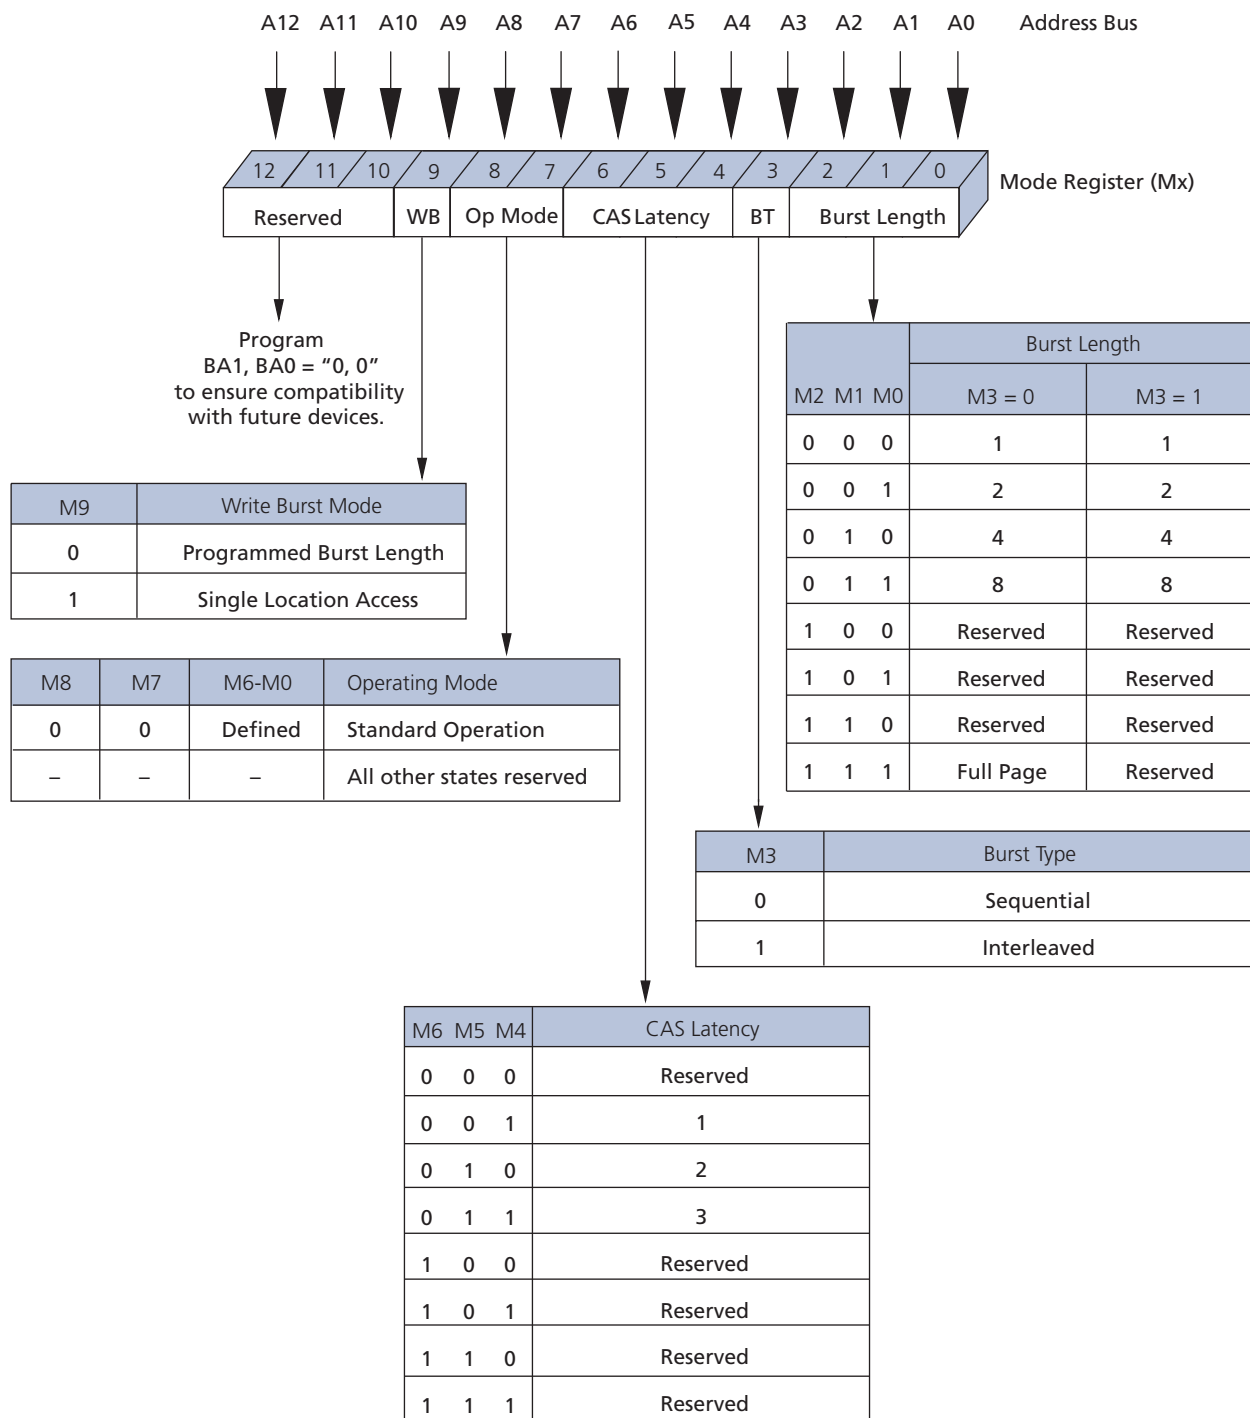 A12 A11 A10 A9 A8 A7 A6 A5 A4 A3 A2 A1 A0 Address Bus
12 11 10 9 8 7 6 5 4 3 2 1 0
Mode Register (Mx)
Reserved WB Op Mode CAS Latency BT Burst Length
Program
BA1, BA0 = “0, 0”
to ensure compatibility
with future devices.
Burst Length
M2 M1 M0 M3 = 0 M3 = 1
0 0 0 1 1
0 0 1 2 2
0 1 0 4 4
0 1 1 8 8
1 0 0 Reserved Reserved
1 0 1 Reserved Reserved
1 1 0 Reserved Reserved
1 1 1 Full Page Reserved
M9 Write Burst Mode
0 Programmed Burst Length
1 Single Location Access
M8 M7 M6-M0 Operating Mode
0 0 Defined Standard Operation
– – – All other states reserved
M3 Burst Type
0 Sequential
1 Interleaved
M6 M5 M4 CAS Latency
0 0 0 Reserved
0 0 1 1
0 1 0 2
0 1 1 3
1 0 0 Reserved
1 0 1 Reserved
1 1 0 Reserved
1 1 1 Reserved